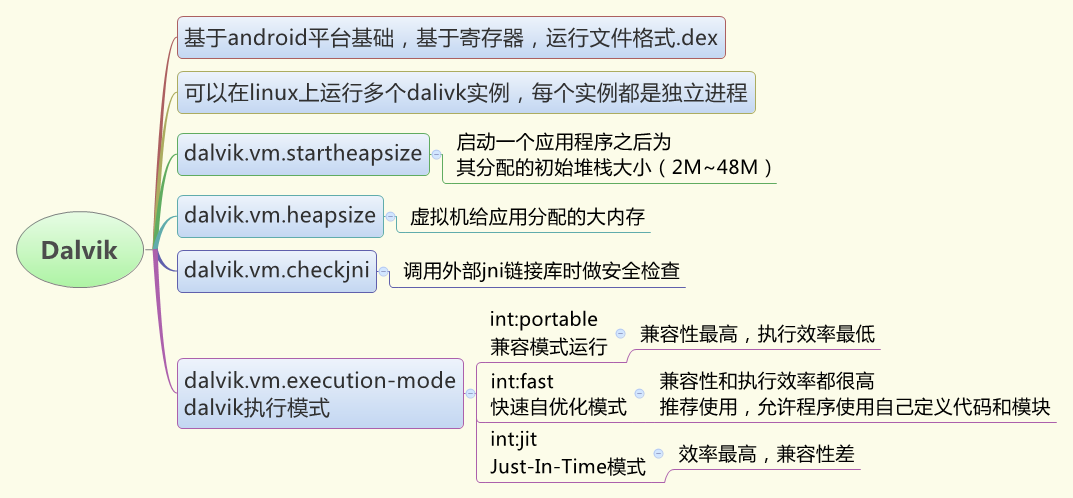 Dalvik
基于android平台基础，基于寄存器，运行文件格式.dex
可以在linux上运行多个dalivk实例，每个实例都是独立进程
dalvik.vm.startheapsize
启动一个应用程序之后为
其分配的初始堆栈大小（2M~48M）
dalvik.vm.heapsize
虚拟机给应用分配的大内存
dalvik.vm.checkjni
调用外部jni链接库时做安全检查
dalvik.vm.execution-mode
dalvik执行模式
int:portable
兼容模式运行
兼容性最高，执行效率最低
int:fast
快速自优化模式
兼容性和执行效率都很高
推荐使用，允许程序使用自己定义代码和模块
int:jit
Just-In-Time模式
效率最高，兼容性差